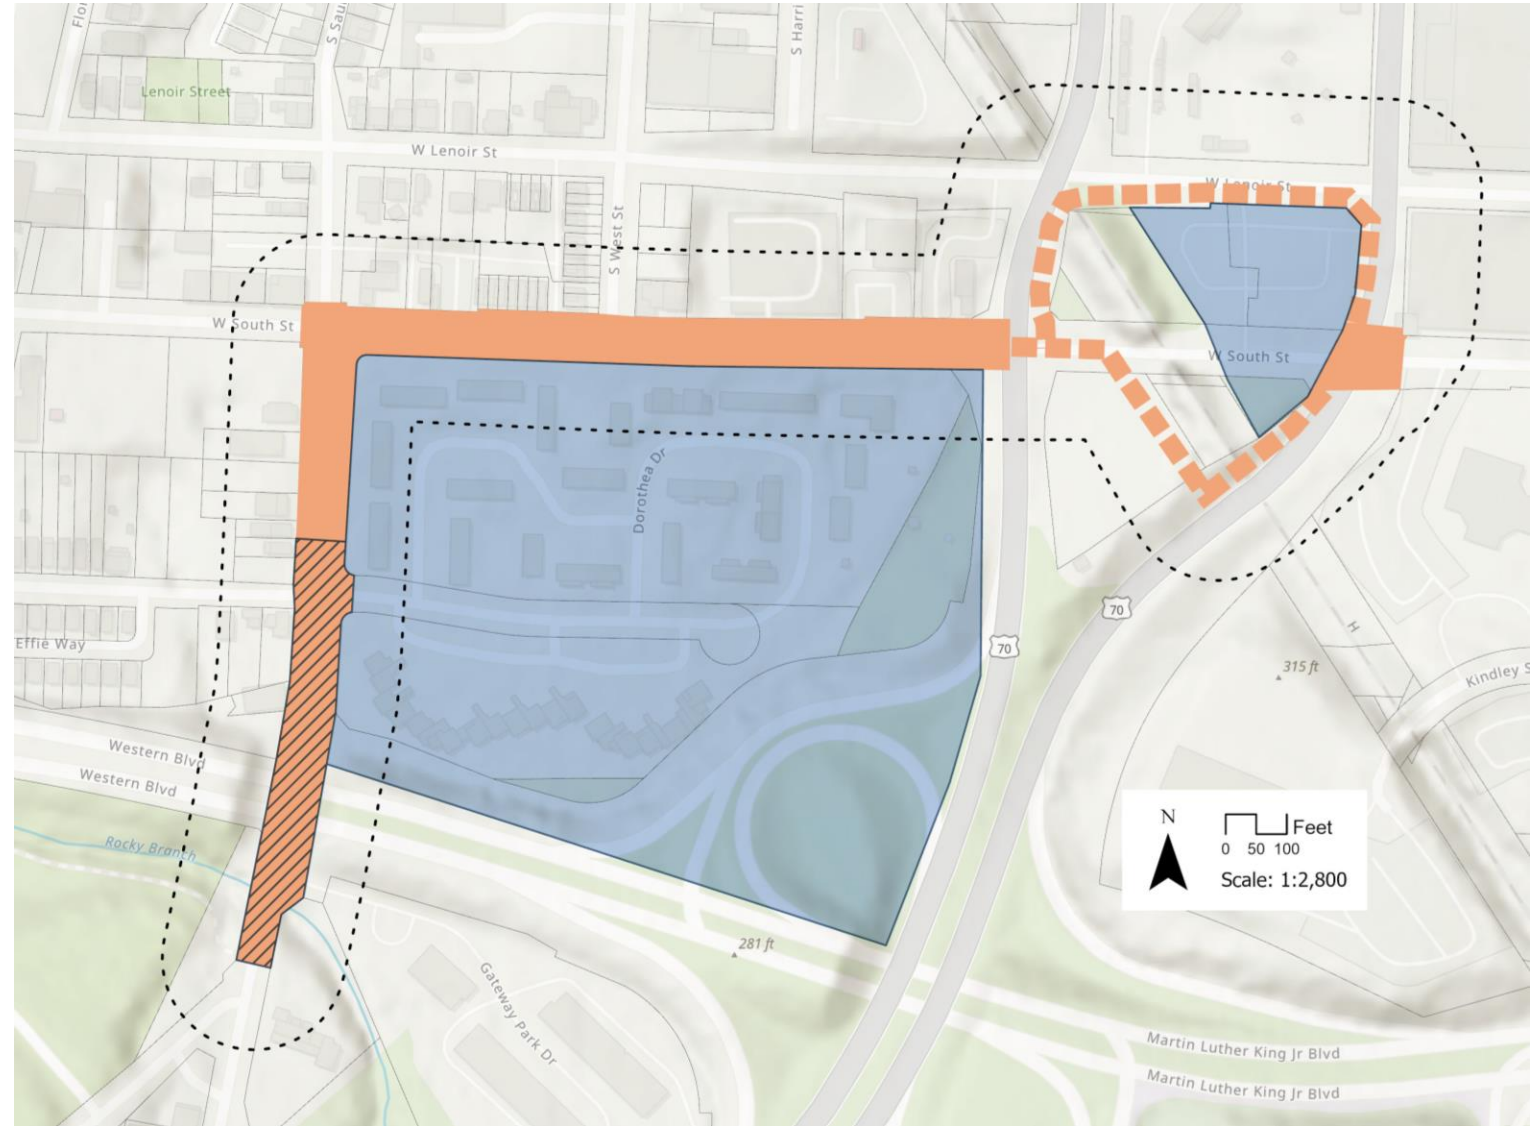 Lenoir Street
W Lenoir St
W Lenoir St
S West St
W South St
W South St
Dorothea Dr
Effie Way
70
70
H
315 ft
Western Blvd
Western Blvd
Rocky Branch
N
Feet
0 50 100
Scale: 1:2,800
281 ft
Gateway Park Dr
Martin Luther King Jr Blvd
Martin Luther King Jr Blvd